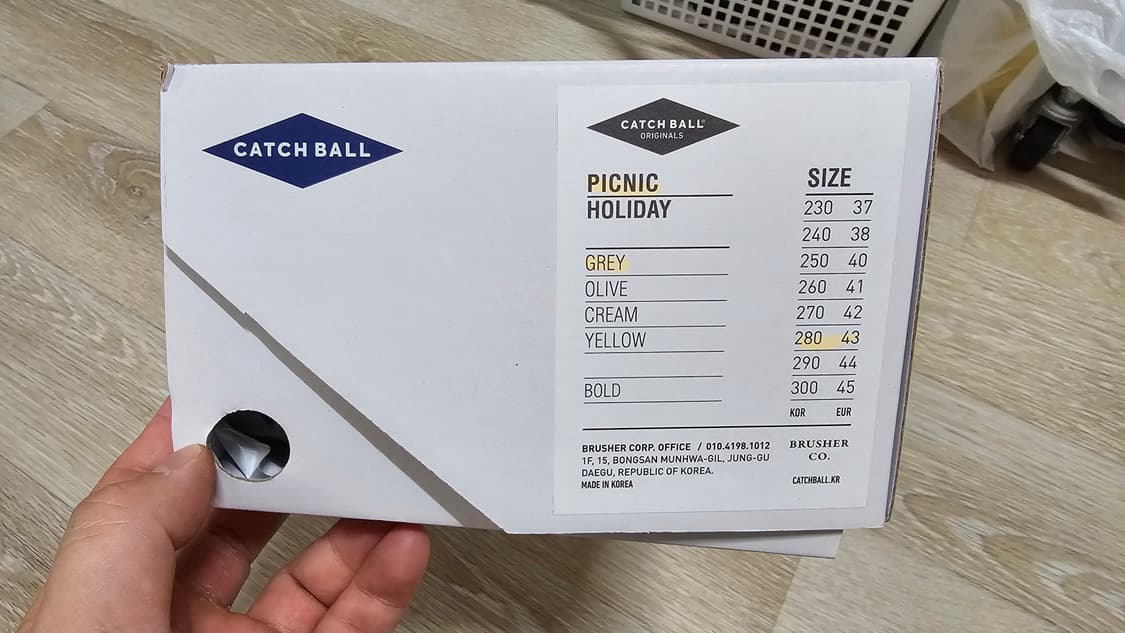 CATCH BALL
CATCH BALL®
ORIGINALS
PICNIC
HOLIDAY
GREY
OLIVE
CREAM
YELLOW
BOLD
SIZE
230 37
240 38
250 40
260 41
270 42
280 43
290 44
300 45
KOR EUR
BRUSHER CORP. OFFICE / 010.4198.1012
1F, 15, BONGSAN MUNHWA-GIL, JUNG-GU
DAEGU, REPUBLIC OF KOREA.
MADE IN KOREA
BRUSHER
CO.
CATCHBALL.KR